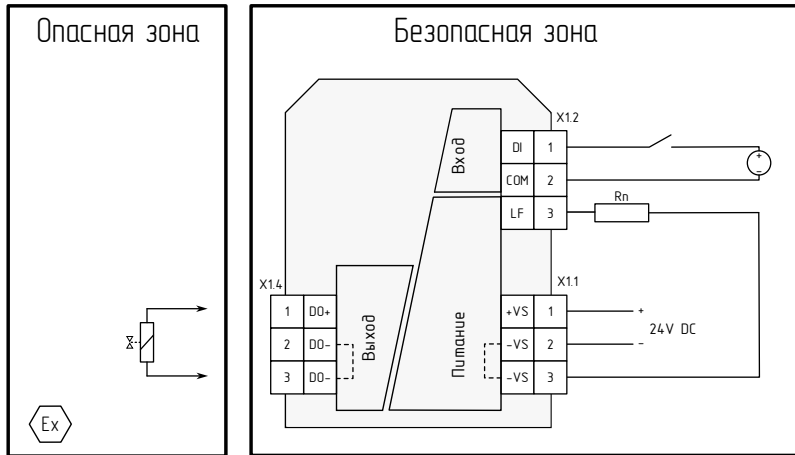 Опасная зона
Безопасная зона
X1.2
DI 1
COM 2
LF 3
Вход
+
−
Rп
X1.4
1 DO+
2 DO-
3 DO-
Выход
Питание
X1.1
+VS 1
-VS 2
-VS 3
+
24V DC
−
Ex